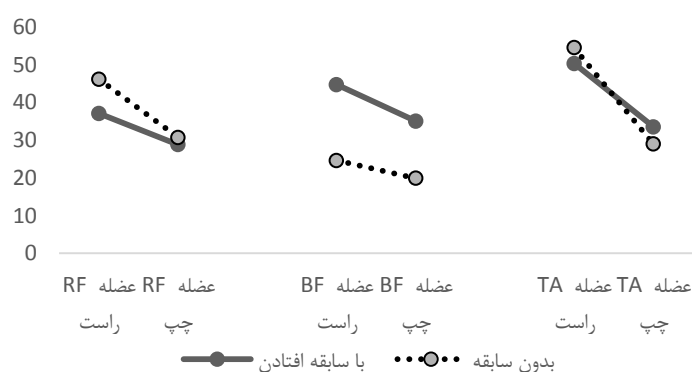 60
50
40
30
20
10
0
عضله RF راست
عضله RF چپ
عضله BF راست
عضله BF چپ
عضله TA راست
عضله TA چپ
با سابقه افتادن
بدون سابقه